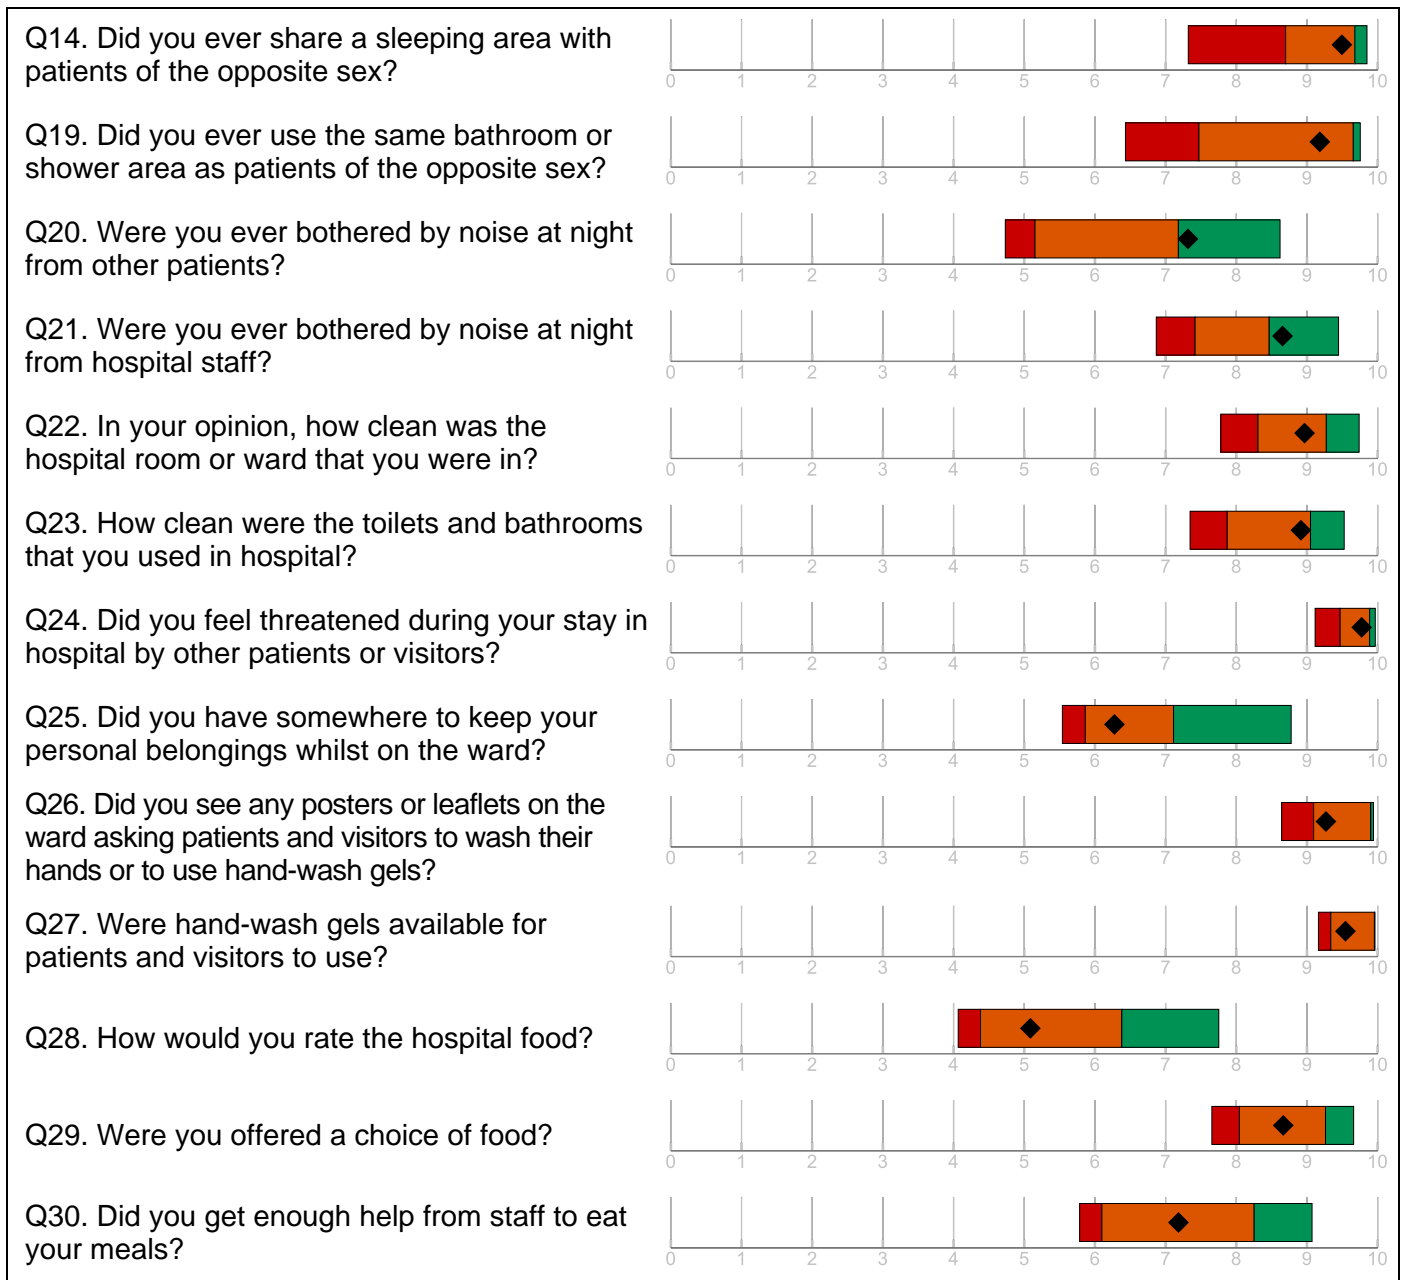 Q14. Did you ever share a sleeping area with
patients of the opposite sex?
0 1 2 3 4 5 6 7 8 9 10
Q19. Did you ever use the same bathroom or
shower area as patients of the opposite sex?
0 1 2 3 4 5 6 7 8 9 10
Q20. Were you ever bothered by noise at night
from other patients?
0 1 2 3 4 5 6 7 8 9 10
Q21. Were you ever bothered by noise at night
from hospital staff?
0 1 2 3 4 5 6 7 8 9 10
Q22. In your opinion, how clean was the
hospital room or ward that you were in?
0 1 2 3 4 5 6 7 8 9 10
Q23. How clean were the toilets and bathrooms
that you used in hospital?
0 1 2 3 4 5 6 7 8 9 10
Q24. Did you feel threatened during your stay in
hospital by other patients or visitors?
0 1 2 3 4 5 6 7 8 9 10
Q25. Did you have somewhere to keep your
personal belongings whilst on the ward?
0 1 2 3 4 5 6 7 8 9 10
Q26. Did you see any posters or leaflets on the
ward asking patients and visitors to wash their
hands or to use hand-wash gels?
0 1 2 3 4 5 6 7 8 9 10
Q27. Were hand-wash gels available for
patients and visitors to use?
0 1 2 3 4 5 6 7 8 9 10
Q28. How would you rate the hospital food?
0 1 2 3 4 5 6 7 8 9 10
Q29. Were you offered a choice of food?
0 1 2 3 4 5 6 7 8 9 10
Q30. Did you get enough help from staff to eat
your meals?
0 1 2 3 4 5 6 7 8 9 10